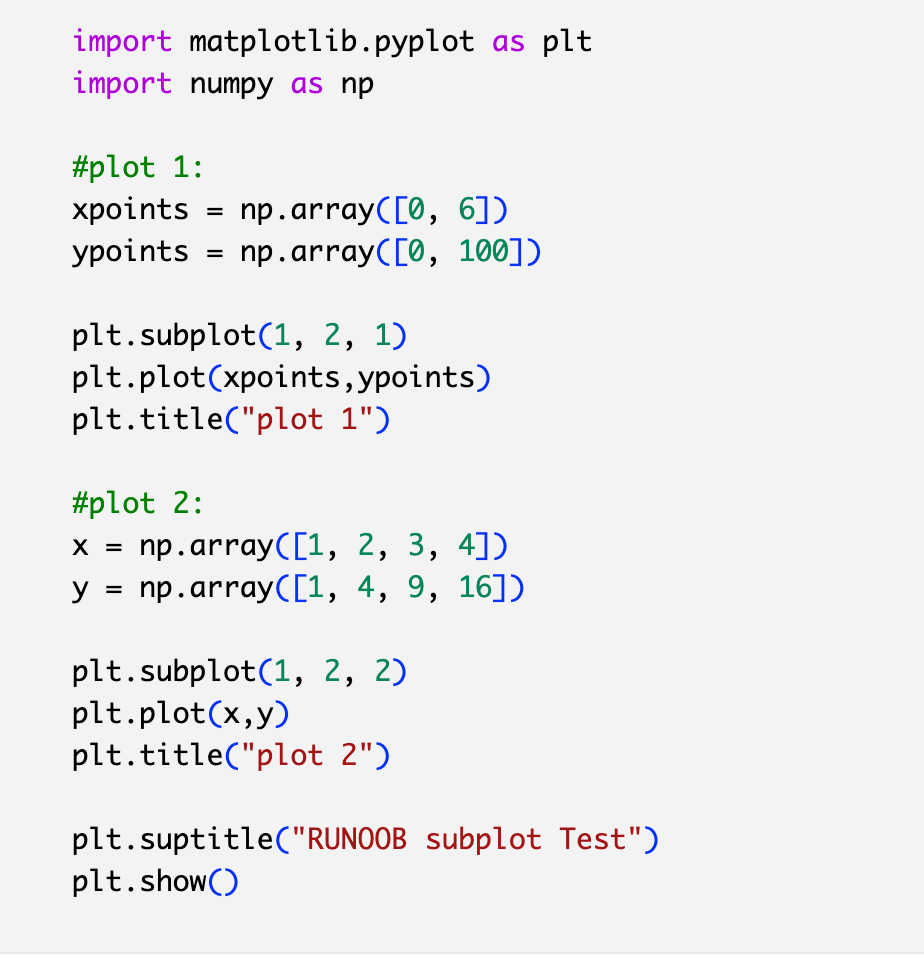 import matplotlib.pyplot as plt
import numpy as np
#plot 1:
xpoints = np.array([0, 6])
ypoints = np.array([0, 100])
plt.subplot(1, 2, 1)
plt.plot(xpoints,ypoints)
plt.title("plot 1")
#plot 2:
x = np.array([1, 2, 3, 4])
y = np.array([1, 4, 9, 16])
plt.subplot(1, 2, 2)
plt.plot(x,y)
plt.title("plot 2")
plt.suptitle("RUNOOB subplot Test")
plt.show()